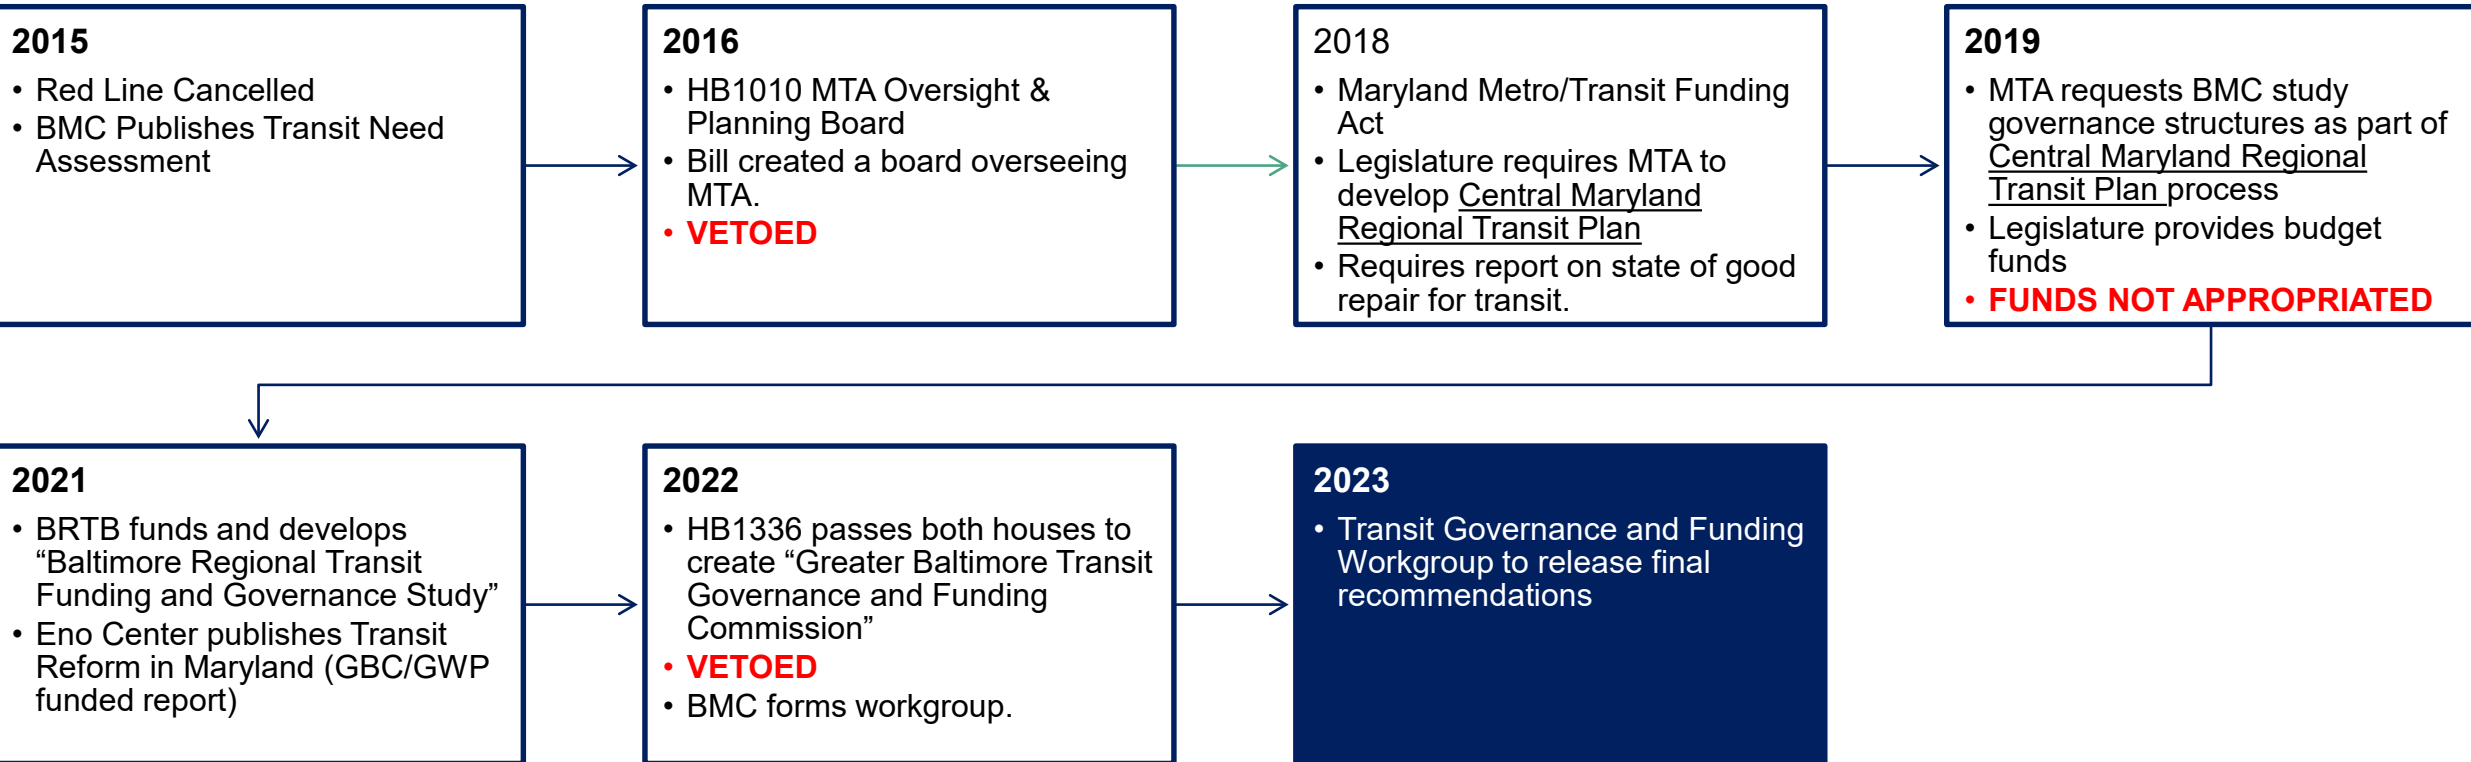 2015
• Red Line Cancelled
• BMC Publishes Transit Need
Assessment
2016
• HB1010 MTA Oversight &
Planning Board
• Bill created a board overseeing
MTA.
• VETOED
2018
• Maryland Metro/Transit Funding
Act
• Legislature requires MTA to
develop Central Maryland
Regional Transit Plan
• Requires report on state of good
repair for transit.
2019
• MTA requests BMC study
governance structures as part of
Central Maryland Regional
Transit Plan process
• Legislature provides budget
funds
• FUNDS NOT APPROPRIATED
2021
• BRTB funds and develops
“Baltimore Regional Transit
Funding and Governance Study”
• Eno Center publishes Transit
Reform in Maryland (GBC/GWP
funded report)
2022
• HB1336 passes both houses to
create “Greater Baltimore Transit
Governance and Funding
Commission”
• VETOED
• BMC forms workgroup.
2023
• Transit Governance and Funding
Workgroup to release final
recommendations